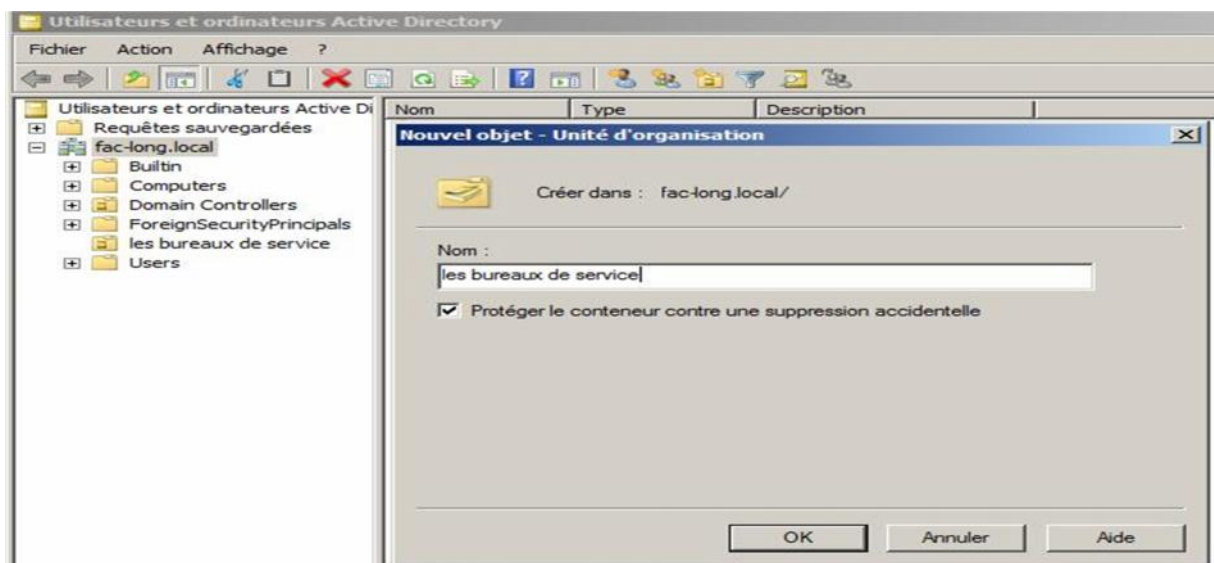 Utilisateurs et ordinateurs Active Directory
Fichier Action Affichage ?
Utilisateurs et ordinateurs Active Di
Requêtes sauvegardées
fac-long.local
Builtin
Computers
Domain Controllers
ForeignSecurityPrincipals
les bureaux de service
Users
Nom Type Description
Nouvel objet - Unité d'organisation
Créer dans : fac-long.local/
Nom :
les bureaux de service
Protéger le conteneur contre une suppression accidentelle
OK Annuler Aide